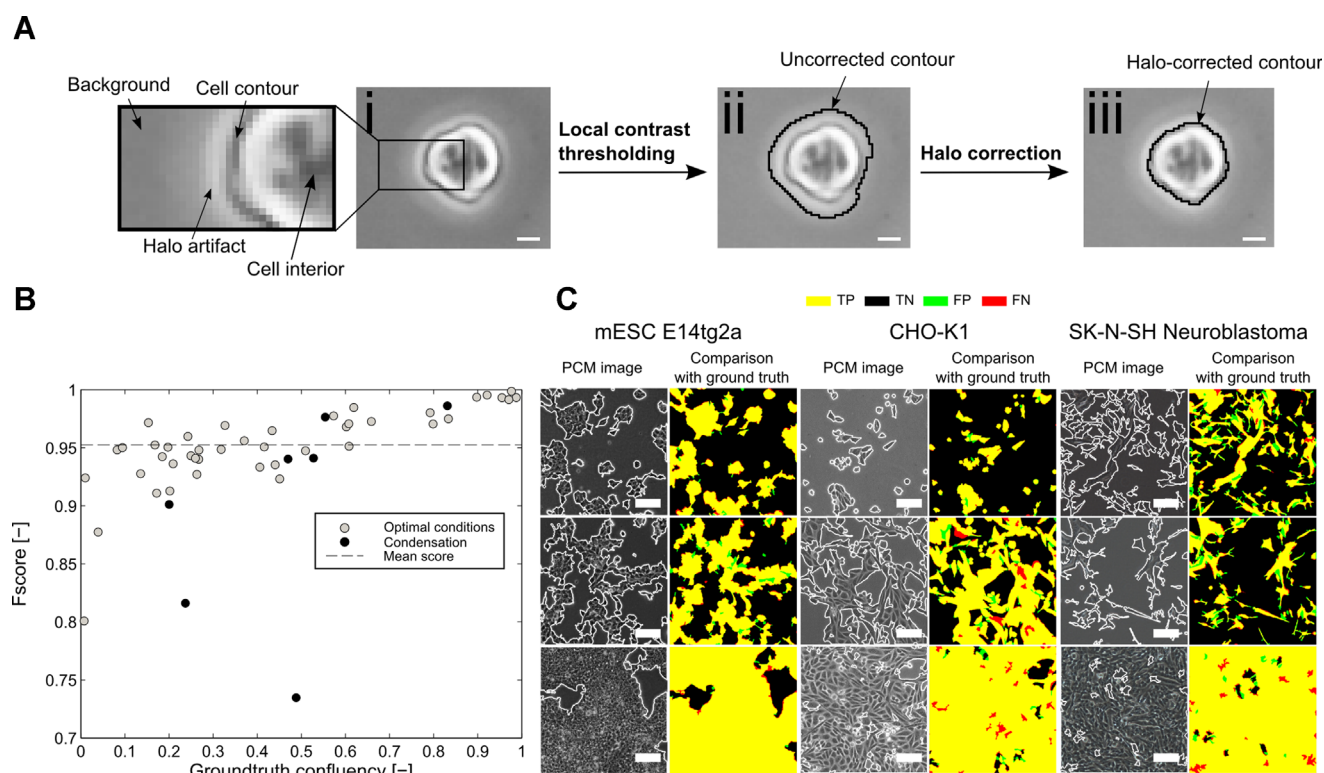 A
Background
Cell contour
Halo artifact
Cell interior
i
Local contrast
thresholding
Uncorrected contour
ii
Halo correction
Halo-corrected contour
iii
B
Fscore [–]
1
0.95
0.9
0.85
0.8
0.75
0.7
0 0.1 0.2 0.3 0.4 0.5 0.6 0.7 0.8 0.9 1
Groundtruth confluency [–]
Optimal conditions
Condensation
Mean score
C
TP TN FP FN
mESC E14tg2a CHO-K1 SK-N-SH Neuroblastoma
PCM image Comparison with ground truth PCM image Comparison with ground truth PCM image Comparison with ground truth